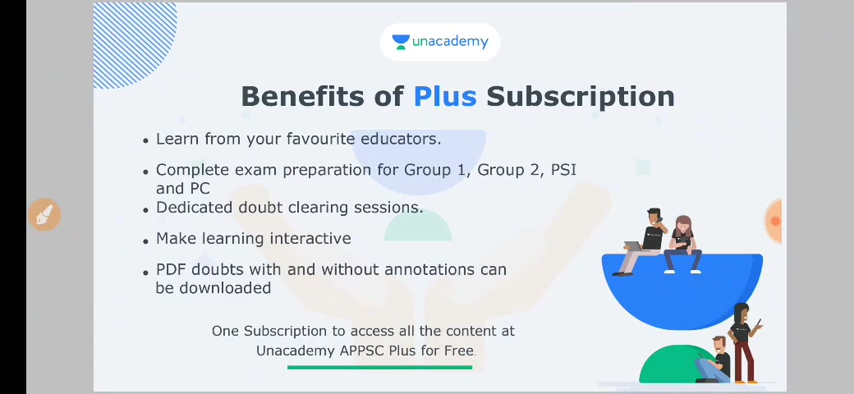 unacademy
Benefits of Plus Subscription
• Learn from your favourite educators.
• Complete exam preparation for Group 1, Group 2, PSI
and PC
• Dedicated doubt clearing sessions.
• Make learning interactive
• PDF doubts with and without annotations can
be downloaded
One Subscription to access all the content at
Unacademy APPSC Plus for Free.